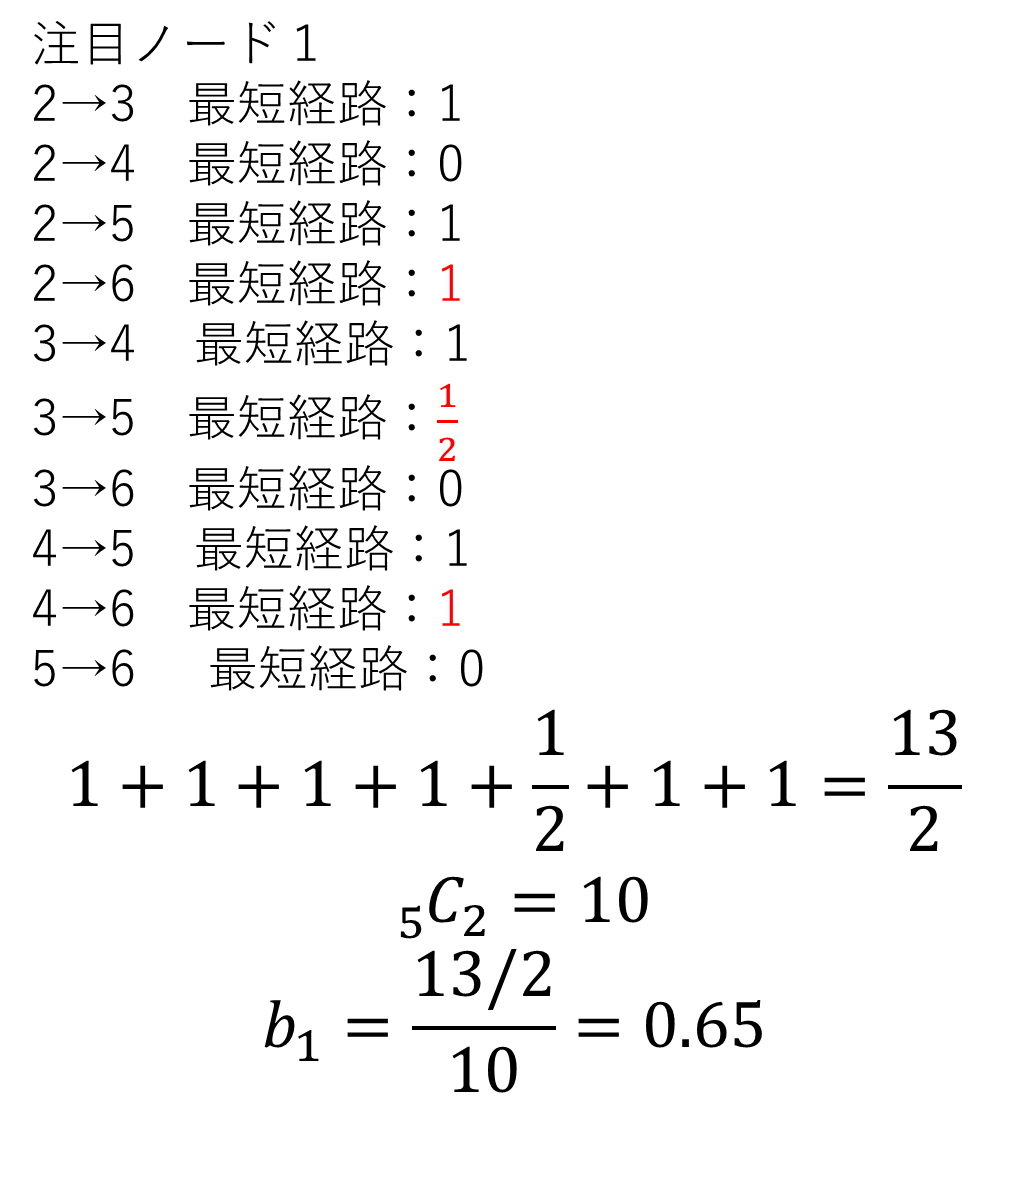 注目ノード1
2→3 最短経路：1
2→4 最短経路：0
2→5 最短経路：1
2→6 最短経路：1
3→4 最短経路：1
3→5 最短経路：1/2
3→6 最短経路：0
4→5 最短経路：1
4→6 最短経路：1
5→6 最短経路：0
1 + 1 + 1 + 1 + 1/2 + 1 + 1 = 13/2
₅C₂ = 10
b₁ = (13/2)/10 = 0.65